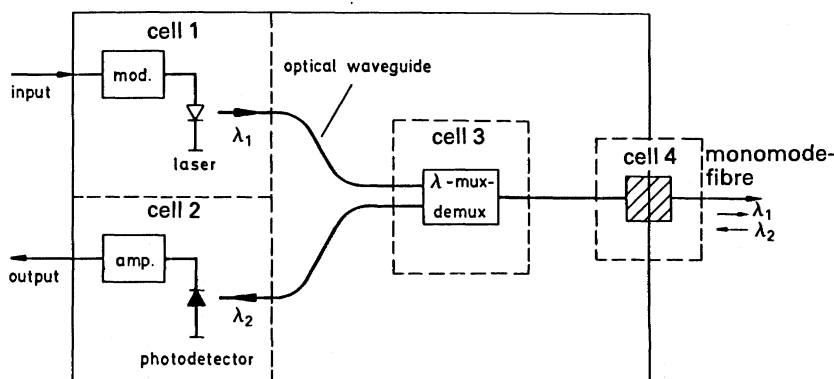 cell 1
input
mod.
laser
λ1
optical waveguide
cell 2
output
amp.
photodetector
λ2
cell 3
λ-mux-
demux
cell 4
monomode-
fibre
λ1
λ2